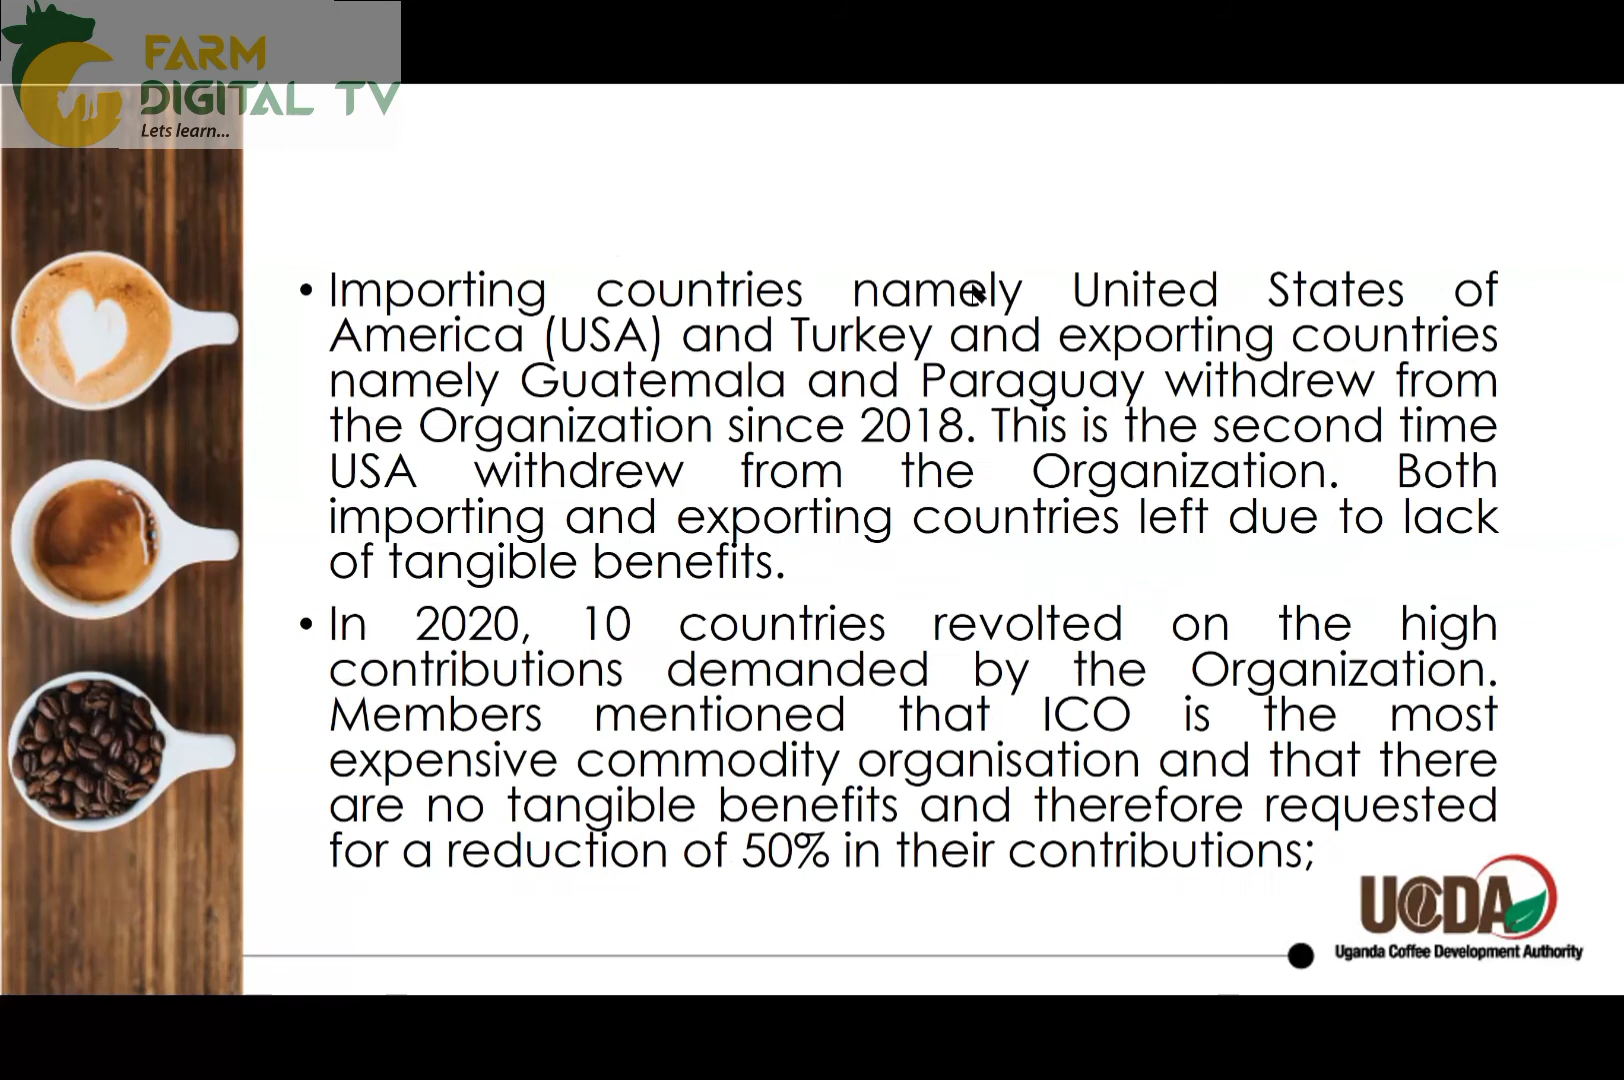 FARM
DIGITAL TV
Lets learn...
• Importing countries namely United States of
America (USA) and Turkey and exporting countries
namely Guatemala and Paraguay withdrew from
the Organization since 2018. This is the second time
USA withdrew from the Organization. Both
importing and exporting countries left due to lack
of tangible benefits.
• In 2020, 10 countries revolted on the high
contributions demanded by the Organization.
Members mentioned that ICO is the most
expensive commodity organisation and that there
are no tangible benefits and therefore requested
for a reduction of 50% in their contributions;
UCDA
Uganda Coffee Development Authority